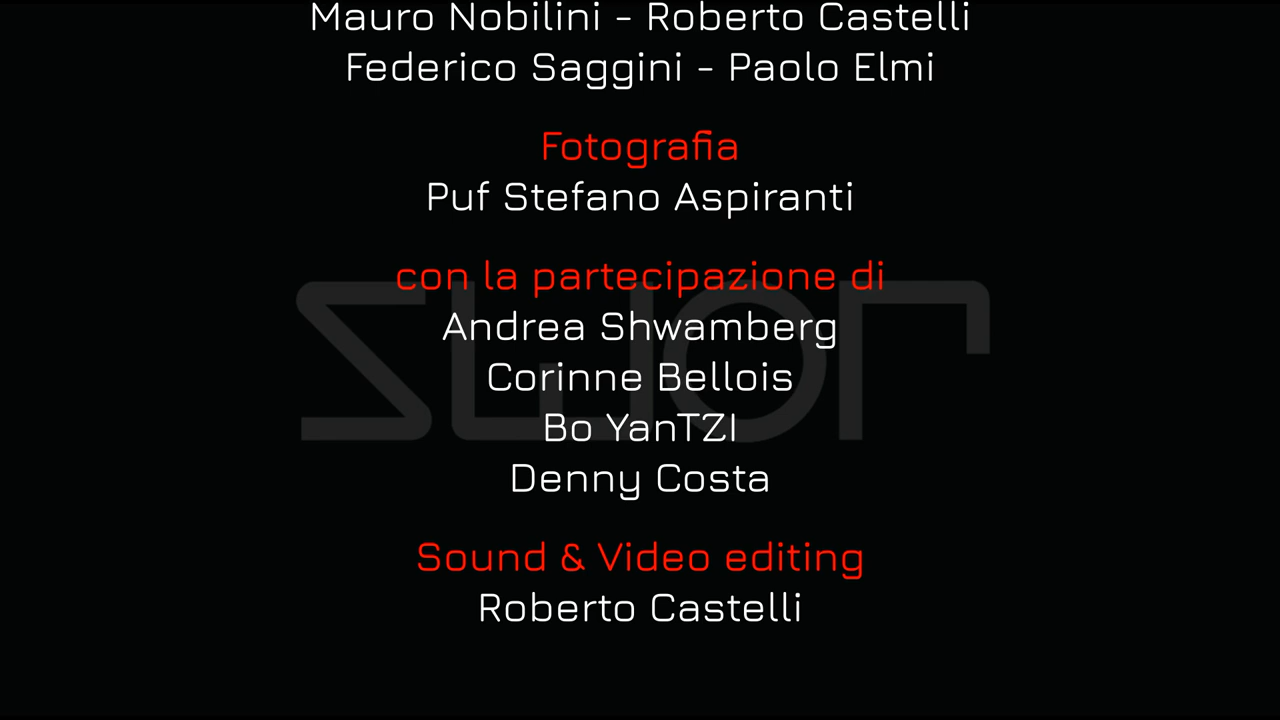 Mauro Nobilini - Roberto Castelli
Federico Saggini - Paolo Elmi
Fotografia
Puf Stefano Aspiranti
con la partecipazione di
Andrea Shwamberg
Corinne Bellois
Bo YanTZI
Denny Costa
Sound & Video editing
Roberto Castelli